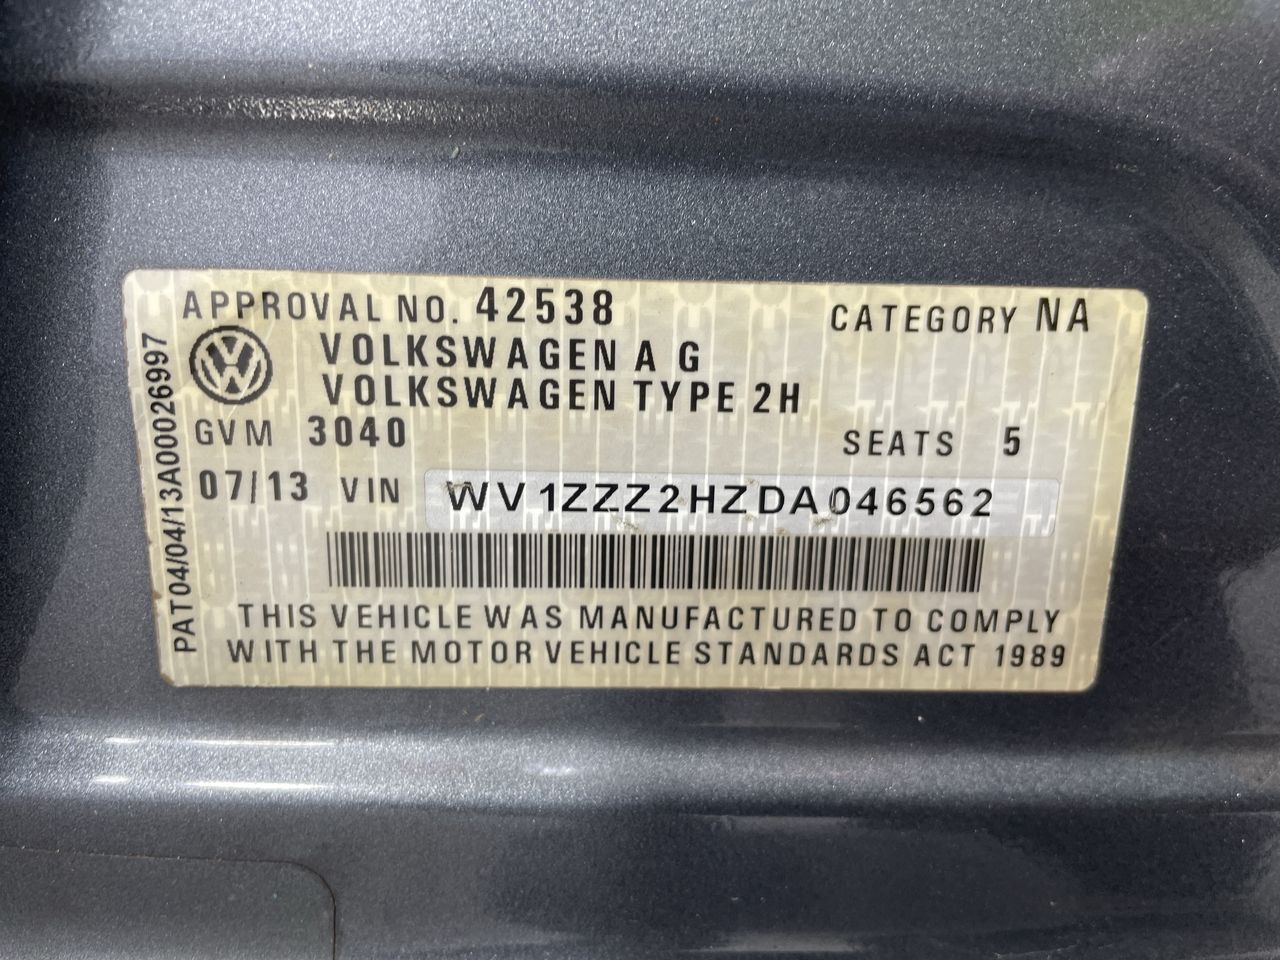 APPROVAL NO. 42538 CATEGORY NA
VOLKSWAGEN A G
VOLKSWAGEN TYPE 2H
GVM 3040 SEATS 5
07/13 VIN WV1ZZZ2HZDA046562
THIS VEHICLE WAS MANUFACTURED TO COMPLY
WITH THE MOTOR VEHICLE STANDARDS ACT 1989
PAT04/04/13A00026997